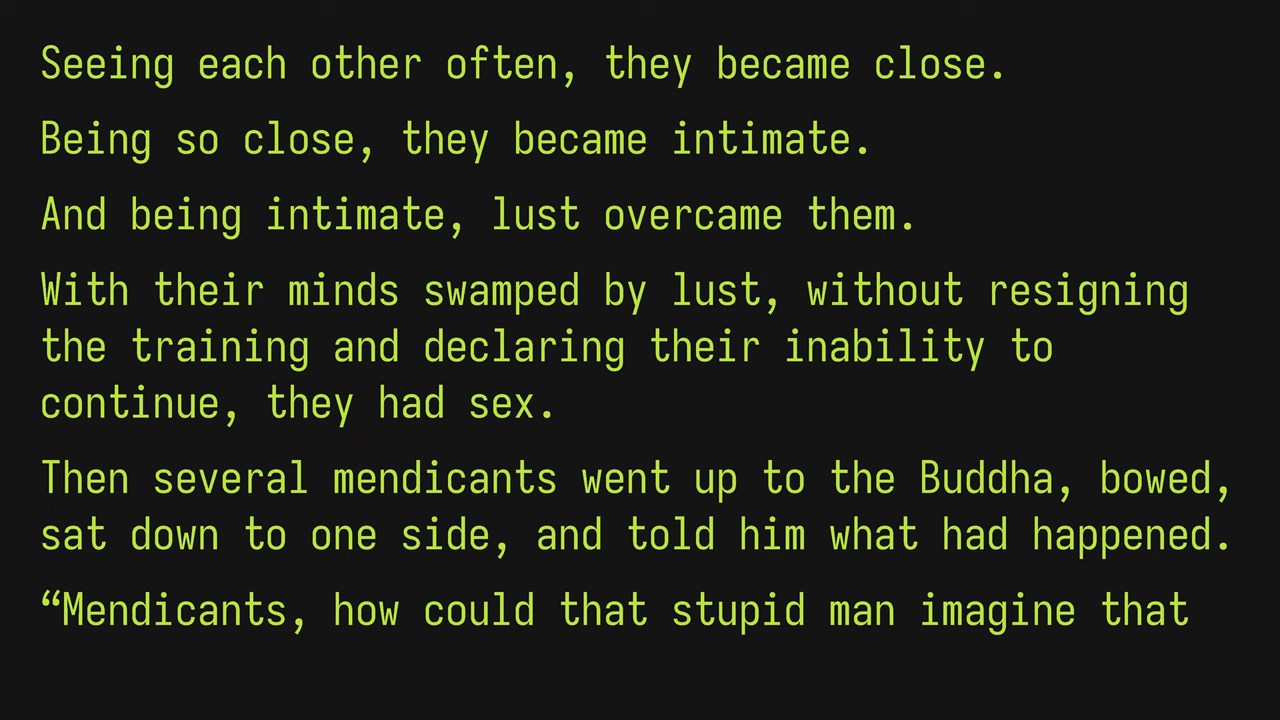 Seeing each other often, they became close.
Being so close, they became intimate.
And being intimate, lust overcame them.
With their minds swamped by lust, without resigning
the training and declaring their inability to
continue, they had sex.
Then several mendicants went up to the Buddha, bowed,
sat down to one side, and told him what had happened.
“Mendicants, how could that stupid man imagine that